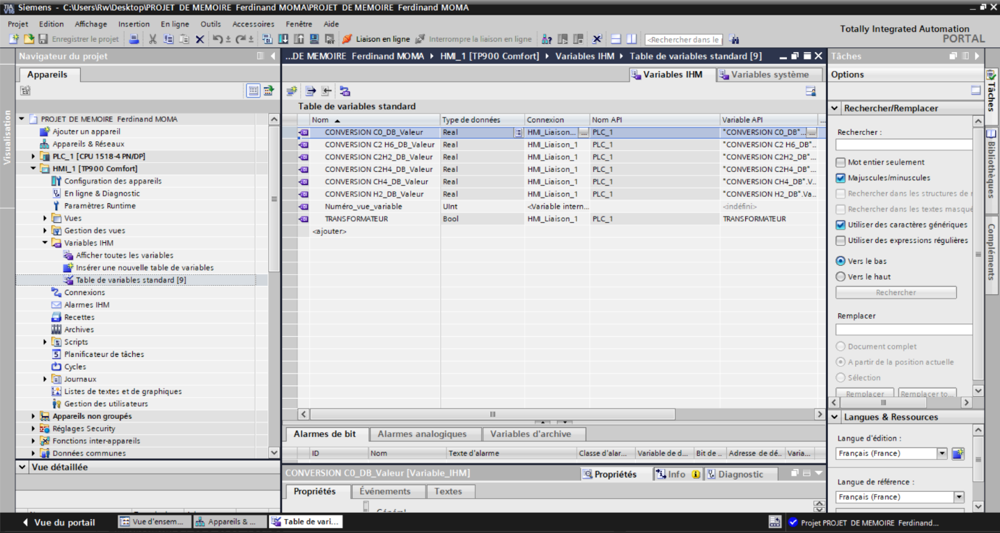 Siemens - C:\Users\Rw\Desktop\PROJET DE MEMOIRE Ferdinand MOMA\PROJET DE MEMOIRE Ferdinand MOMA
Projet Edition Affichage Insertion En ligne Outils Accessoires Fenêtre Aide
Totally Integrated Automation
PORTAL
Enregistrer le projet Liaison en ligne Interrompre la liaison en ligne <Rechercher dans le
Navigateur du projet
...DE MEMOIRE Ferdinand MOMA HMI_1 [TP900 Comfort] Variables IHM Table de variables standard [9]
Tâches
Appareils
Variables IHM Variables système
Options
Table de variables standard
Nom Type de données Connexion Nom API Variable API ...
CONVERSION C0_DB_Valeur Real HMI_Liaison... PLC_1 "CONVERSION C0_DB"...
CONVERSION C2 H6_DB_Valeur Real HMI_Liaison_1 PLC_1 "CONVERSION C2 H6_DB"...
CONVERSION C2H2_DB_Valeur Real HMI_Liaison_1 PLC_1 "CONVERSION C2H2_DB"...
CONVERSION C2H4_DB_Valeur Real HMI_Liaison_1 PLC_1 "CONVERSION C2H4_DB"...
CONVERSION CH4_DB_Valeur Real HMI_Liaison_1 PLC_1 "CONVERSION CH4_DB".V...
CONVERSION H2_DB_Valeur Real HMI_Liaison_1 PLC_1 "CONVERSION H2_DB".Va...
Numéro_vue_variable UInt <Variable intern... <indéfini>
TRANSFORMATEUR Bool HMI_Liaison_1 PLC_1 TRANSFORMATEUR
<ajouter>
PROJET DE MEMOIRE Ferdinand MOMA
Ajouter un appareil
Appareils & Réseaux
PLC_1 [CPU 1518-4 PN/DP]
HMI_1 [TP900 Comfort]
Configuration des appareils
En ligne & Diagnostic
Paramètres Runtime
Vues
Gestion des vues
Variables IHM
Afficher toutes les variables
Insérer une nouvelle table de variables
Table de variables standard [9]
Connexions
Alarmes IHM
Recettes
Archives
Scripts
5 Planificateur de tâches
Cycles
Journaux
Listes de textes et de graphiques
Gestion des utilisateurs
Appareils non groupés
Réglages Security
Fonctions inter-appareils
Données communes
Vue détaillée
Visualisation
Rechercher/Remplacer
Rechercher :
Mot entier seulement
Majuscules/minuscules
Rechercher dans les structures de
Rechercher dans les textes masqué
Utiliser des caractères génériques
Utiliser des expressions régulières
Vers le bas
Vers le haut
Rechercher
Remplacer
Document complet
A partir de la position actuelle
Sélection
Remplacer Remplacer to...
Langues & Ressources
Langue d'édition :
Français (France)
Langue de référence :
Français (France)
Tâches
Bibliothèques
Compléments
Alarmes de bit Alarmes analogiques Variables d'archive
ID Nom Texte d'alarme Classe d'alar... Variable de d... Bit de .. Adresse de dé.. Varia...
CONVERSION C0_DB_Valeur [Variable_IHM] Propriétés Info Diagnostic
Propriétés Événements Textes
Vue du portail Vue d'ensem... Appareils & ... Table de vari... Projet PROJET DE MEMOIRE Ferdinand...